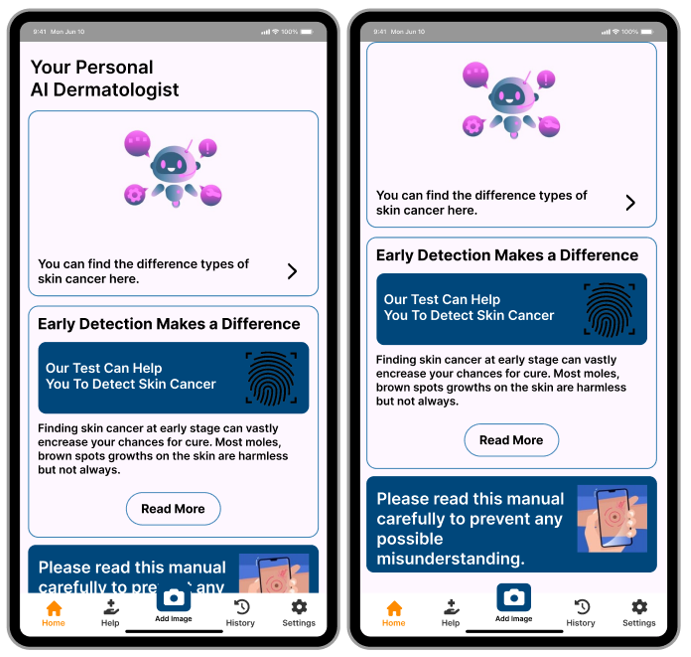 9:41 Mon Jun 10
100%
Your Personal
AI Dermatologist
You can find the difference types of
skin cancer here.
Early Detection Makes a Difference
Our Test Can Help
You To Detect Skin Cancer
Finding skin cancer at early stage can vastly
encrease your chances for cure. Most moles,
brown spots growths on the skin are harmless
but not always.
Read More
Please read this manual
carefully to prevent any
Home
Help
Add image
History
Settings
9:41 Mon Jun 10
100%
You can find the difference types of
skin cancer here.
Early Detection Makes a Difference
Our Test Can Help
You To Detect Skin Cancer
Finding skin cancer at early stage can vastly
encrease your chances for cure. Most moles,
brown spots growths on the skin are harmless
but not always.
Read More
Please read this manual
carefully to prevent any
possible
misunderstanding.
Home
Help
Add image
History
Settings